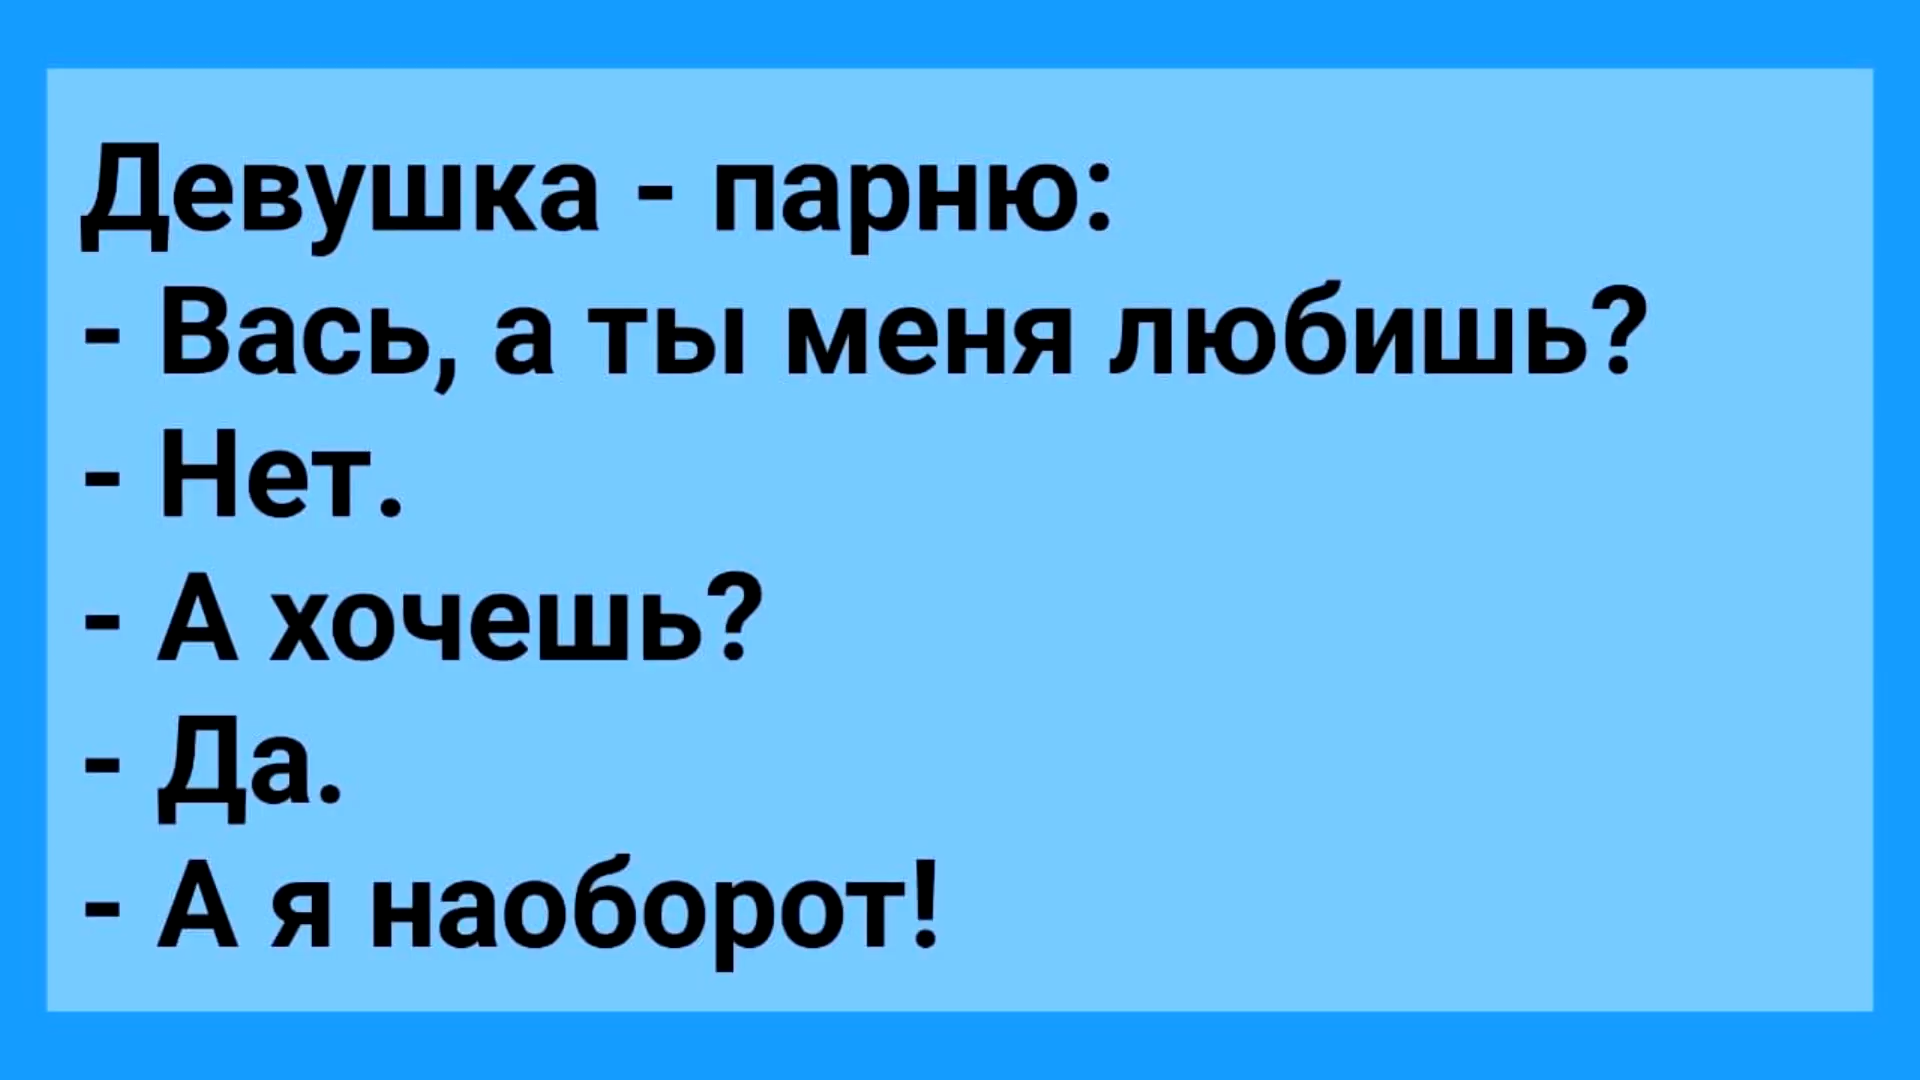 Девушка - парню:
- Вась, а ты меня любишь?
- Нет.
- А хочешь?
- Да.
- А я наоборот!